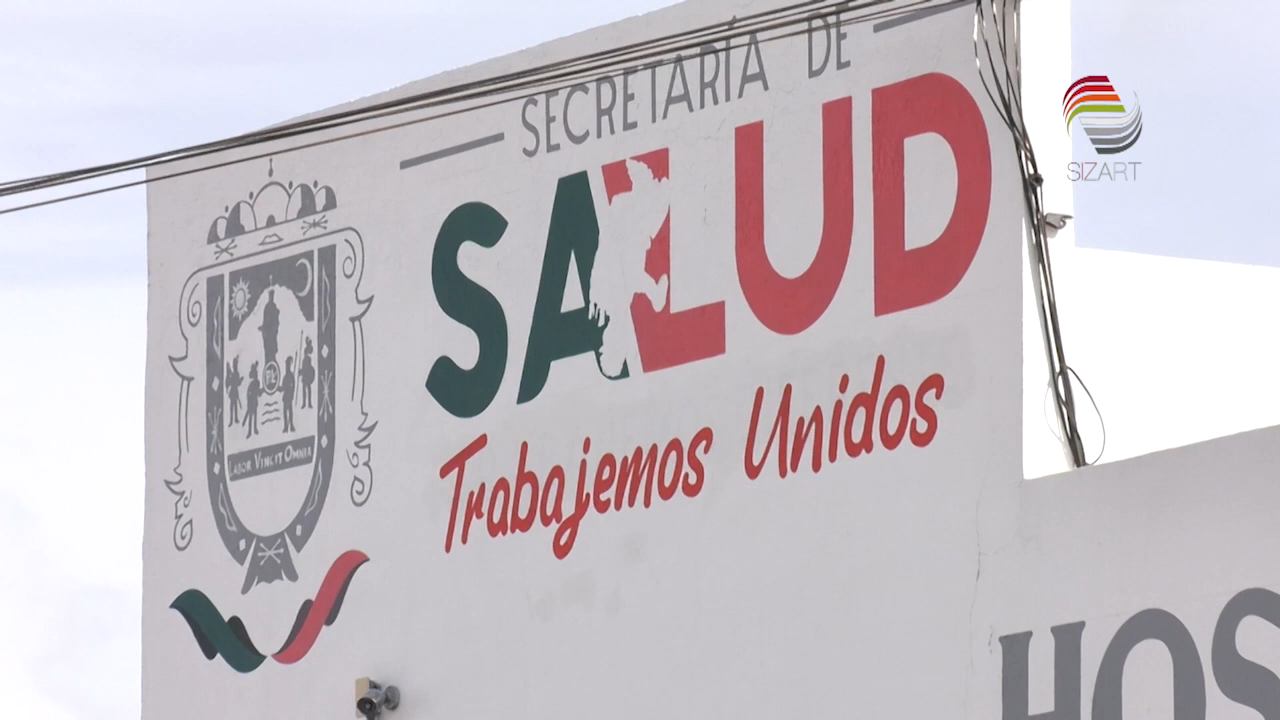 SECRETARÍA DE
SALUD
Trabajemos Unidos
LABOR VINCIT OMNIA
HOS
SIZART